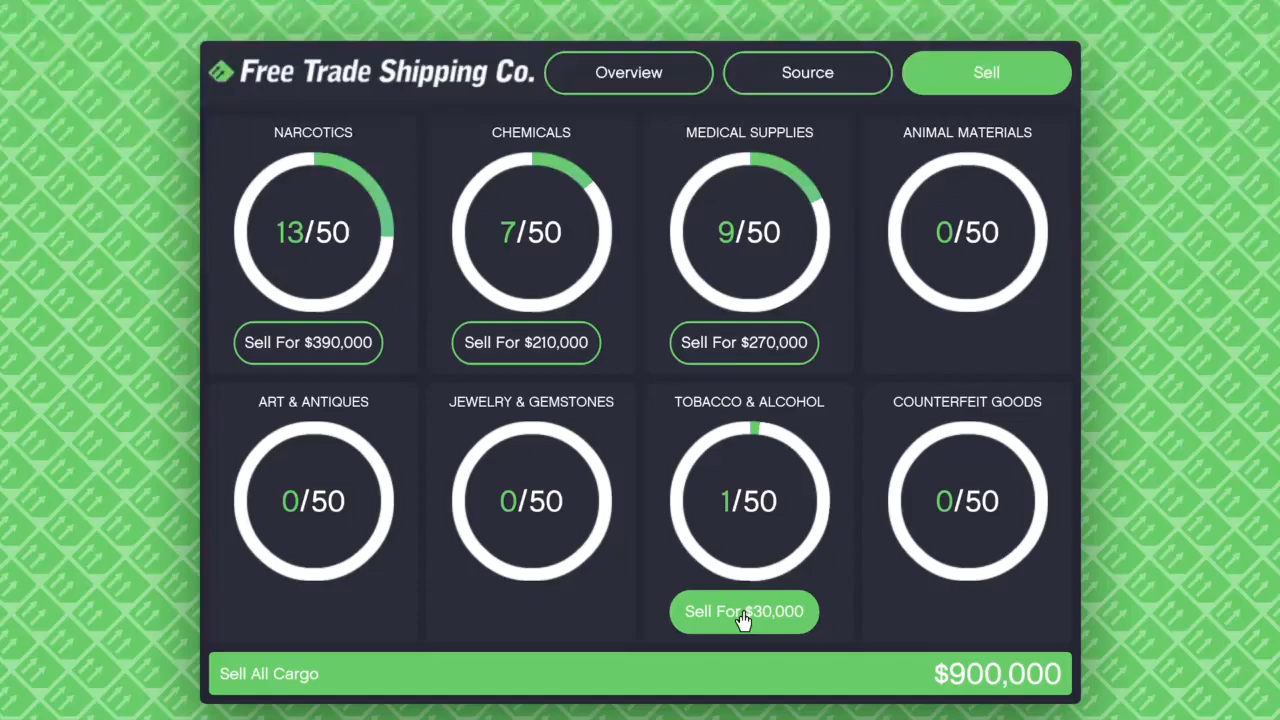 Free Trade Shipping Co.
Overview
Source
Sell
NARCOTICS
CHEMICALS
MEDICAL SUPPLIES
ANIMAL MATERIALS
13/50
7/50
9/50
0/50
Sell For $390,000
Sell For $210,000
Sell For $270,000
ART & ANTIQUES
JEWELRY & GEMSTONES
TOBACCO & ALCOHOL
COUNTERFEIT GOODS
0/50
0/50
1/50
0/50
Sell For $30,000
Sell All Cargo
$900,000